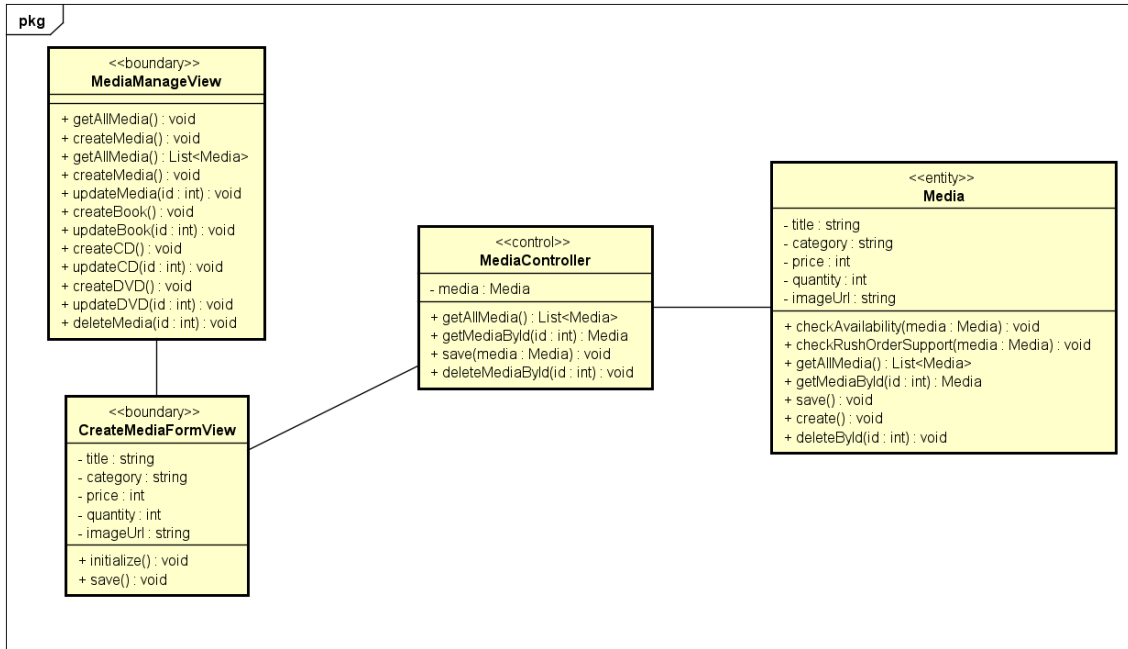 pkg
<<boundary>>
MediaManageView
+ getAllMedia() : void
+ createMedia() : void
+ getAllMedia() : List<Media>
+ createMedia() : void
+ updateMedia(id : int) : void
+ createBook() : void
+ updateBook(id : int) : void
+ createCD() : void
+ updateCD(id : int) : void
+ createDVD() : void
+ updateDVD(id : int) : void
+ deleteMedia(id : int) : void
<<boundary>>
CreateMediaFormView
- title : string
- category : string
- price : int
- quantity : int
- imageUrl : string
+ initialize() : void
+ save() : void
<<control>>
MediaController
- media : Media
+ getAllMedia() : List<Media>
+ getMediaById(id : int) : Media
+ save(media : Media) : void
+ deleteMediaById(id : int) : void
<<entity>>
Media
- title : string
- category : string
- price : int
- quantity : int
- imageUrl : string
+ checkAvailability(media : Media) : void
+ checkRushOrderSupport(media : Media) : void
+ getAllMedia() : List<Media>
+ getMediaById(id : int) : Media
+ save() : void
+ create() : void
+ deleteById(id : int) : void